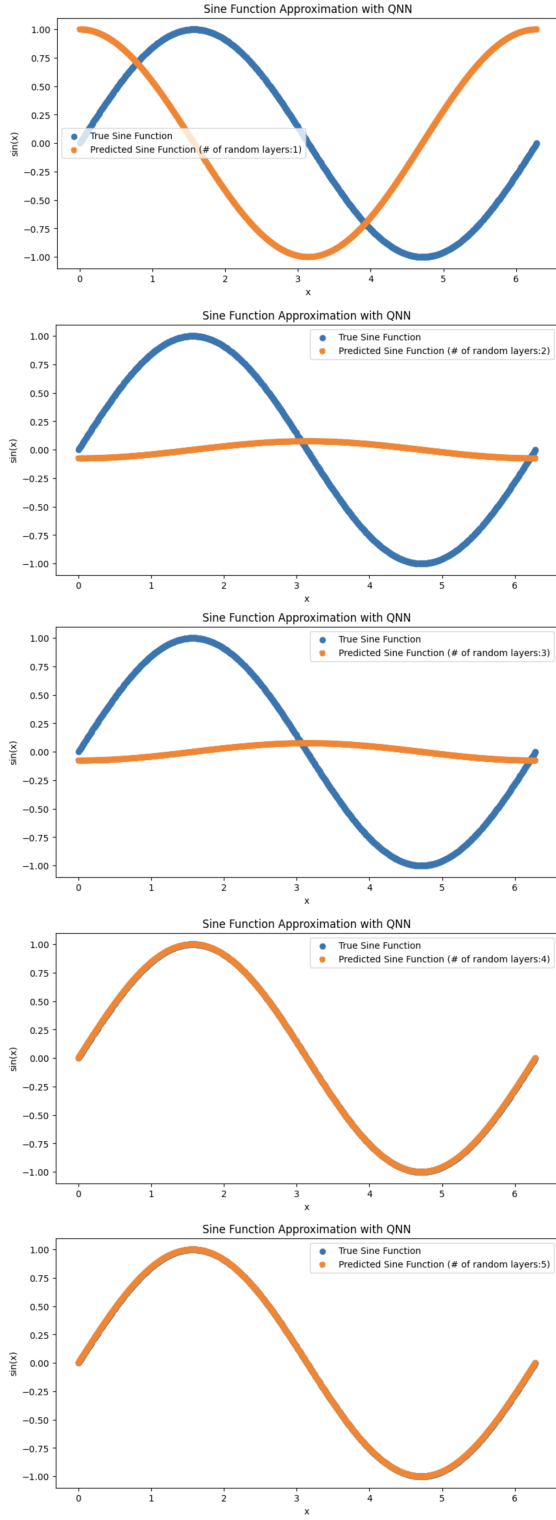 Sine Function Approximation with QNN
1.00
0.75
0.50
0.25
0.00
−0.25
−0.50
−0.75
−1.00
sin(x)
True Sine Function
Predicted Sine Function (# of random layers:1)
0 1 2 3 4 5 6
x
Sine Function Approximation with QNN
1.00
0.75
0.50
0.25
0.00
−0.25
−0.50
−0.75
−1.00
sin(x)
True Sine Function
Predicted Sine Function (# of random layers:2)
0 1 2 3 4 5 6
x
Sine Function Approximation with QNN
1.00
0.75
0.50
0.25
0.00
−0.25
−0.50
−0.75
−1.00
sin(x)
True Sine Function
Predicted Sine Function (# of random layers:3)
0 1 2 3 4 5 6
x
Sine Function Approximation with QNN
1.00
0.75
0.50
0.25
0.00
−0.25
−0.50
−0.75
−1.00
sin(x)
True Sine Function
Predicted Sine Function (# of random layers:4)
0 1 2 3 4 5 6
x
Sine Function Approximation with QNN
1.00
0.75
0.50
0.25
0.00
−0.25
−0.50
−0.75
−1.00
sin(x)
True Sine Function
Predicted Sine Function (# of random layers:5)
0 1 2 3 4 5 6
x